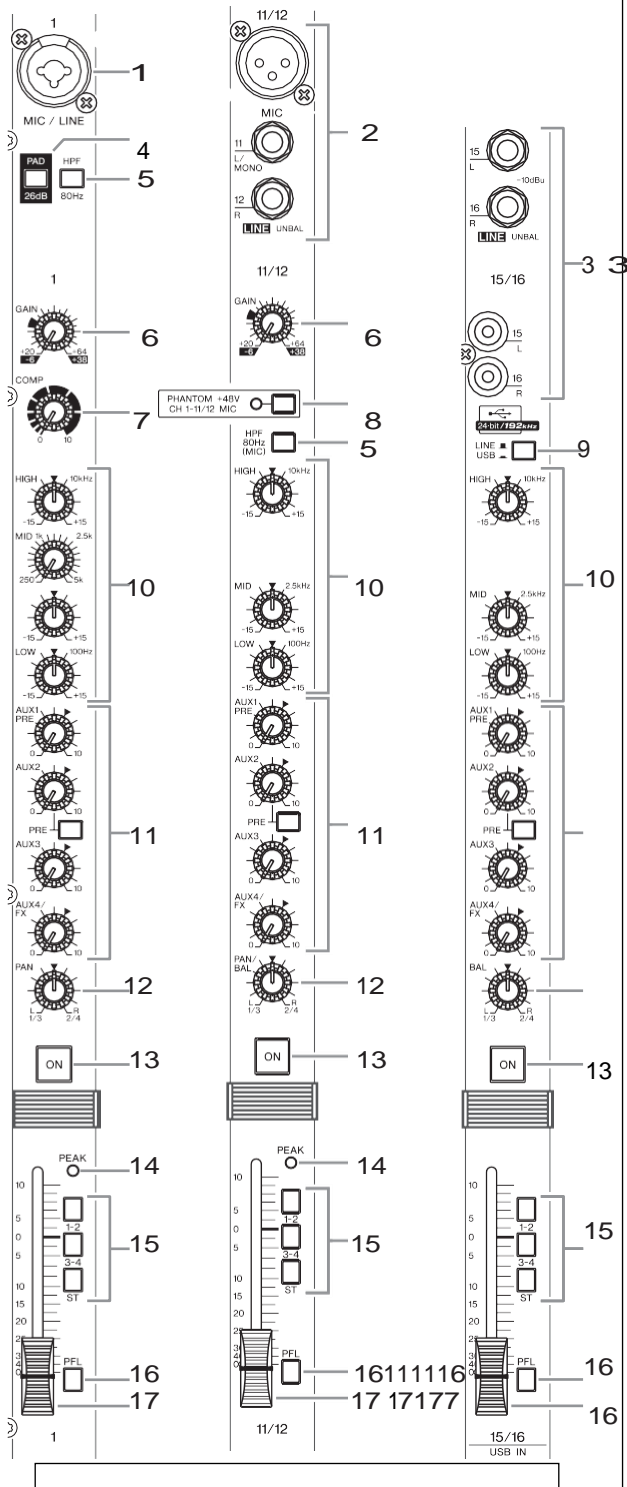 1
MIC / LINE
1
4
PAD
26dB
HPF
80Hz
5
1
GAIN
+20 -64
-6 +38
6
COMP
0 10
7
HIGH 10kHz
-15 +15
MID 1k 2.5k
250 5k
-15 +15
LOW 100Hz
-15 +15
10
AUX1
PRE
0 10
AUX2
0 10
PRE
AUX3
0 10
AUX4/
FX
0 10
11
PAN
L R
1/3 2/4
12
ON
13
PEAK
14
10
5
0
5
10
15
20
1-2
3-4
ST
15
PFL
16
17
1
11/12
MIC
11
L/
MONO
12
R
LINE UNBAL
2
11/12
GAIN
+20 -64
-6 +38
6
PHANTOM +48V
CH 1-11/12 MIC
8
HPF
80Hz
(MIC)
5
HIGH 10kHz
-15 +15
MID 2.5kHz
-15 +15
LOW 100Hz
-15 +15
10
AUX1
PRE
0 10
AUX2
0 10
PRE
AUX3
0 10
AUX4/
FX
0 10
11
PAN/
BAL
L R
1/3 2/4
12
ON
13
PEAK
14
10
5
0
5
10
15
20
1-2
3-4
ST
15
PFL
16111116
17 17177
11/12
15
L
-10dBu
16
R
LINE UNBAL
3 3
15/16
15
L
16
R
24-bit/192kHz
LINE
USB
9
HIGH 10kHz
-15 +15
MID 2.5kHz
-15 +15
LOW 100Hz
-15 +15
10
AUX1
PRE
0 10
AUX2
0 10
PRE
AUX3
0 10
AUX4/
FX
0 10
BAL
L R
1/3 2/4
ON
13
10
5
0
5
10
15
20
1-2
3-4
ST
15
PFL
16
16
15/16
USB IN